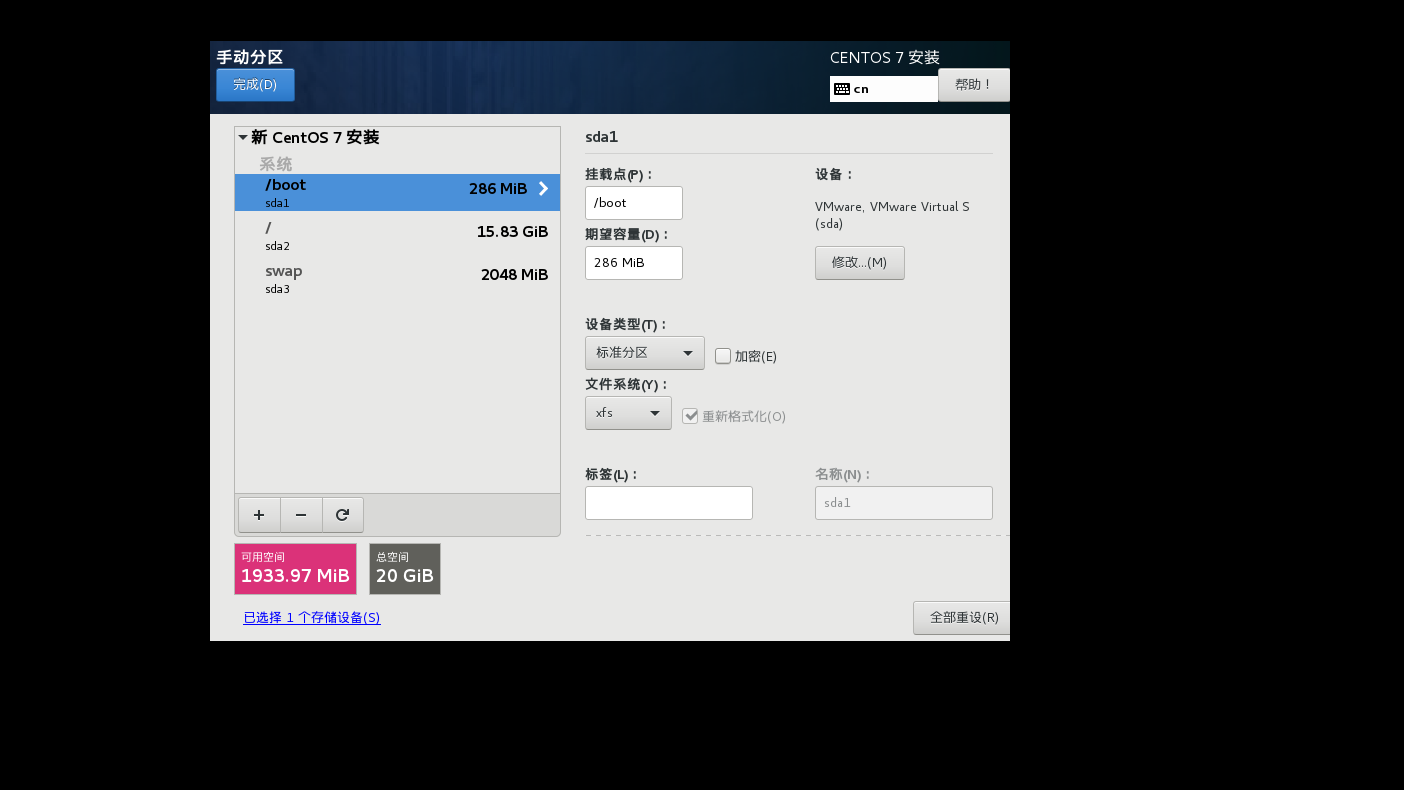 手动分区
完成(D)
CENTOS 7 安装
cn
帮助！
新 CentOS 7 安装
系统
/boot
286 MiB
sda1
/
15.83 GiB
sda2
swap
2048 MiB
sda3
+
−
可用空间
1933.97 MiB
总空间
20 GiB
已选择 1 个存储设备(S)
sda1
挂载点(P)：
/boot
期望容量(D)：
286 MiB
设备：
VMware, VMware Virtual S
(sda)
修改...(M)
设备类型(T)：
标准分区
加密(E)
文件系统(Y)：
xfs
重新格式化(O)
标签(L)：
名称(N)：
sda1
全部重设(R)